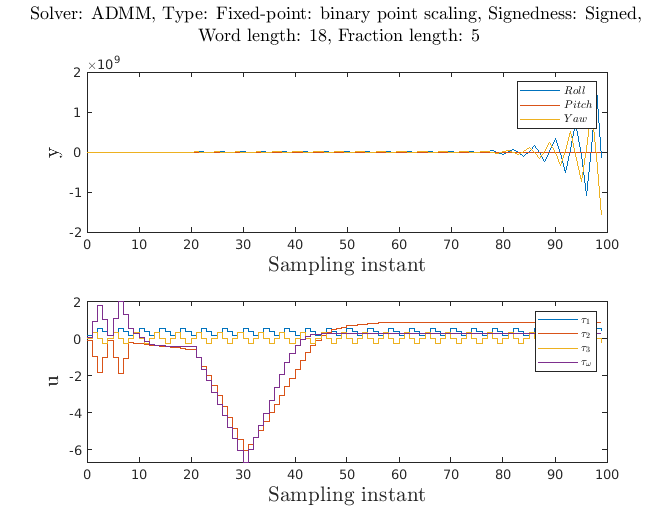 Solver: ADMM, Type: Fixed-point: binary point scaling, Signedness: Signed,
Word length: 18, Fraction length: 5
×10⁹
2
1
0
-1
-2
y
Roll
Pitch
Yaw
0 10 20 30 40 50 60 70 80 90 100
Sampling instant
2
0
-2
-4
-6
u
τ₁
τ₂
τ₃
τω
0 10 20 30 40 50 60 70 80 90 100
Sampling instant